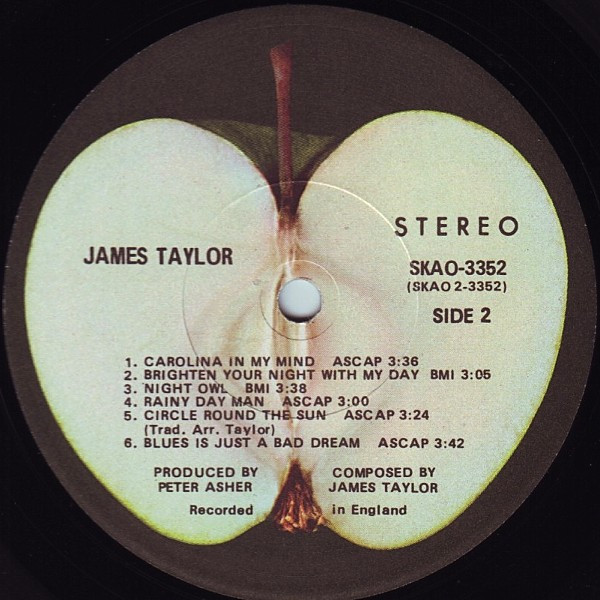 JAMES TAYLOR
STEREO
SKAO-3352
(SKAO 2-3352)
SIDE 2
1. CAROLINA IN MY MIND ASCAP 3:36
2. BRIGHTEN YOUR NIGHT WITH MY DAY BMI 3:05
3. NIGHT OWL BMI 3:38
4. RAINY DAY MAN ASCAP 3:00
5. CIRCLE ROUND THE SUN ASCAP 3:24
(Trad. Arr. Taylor)
6. BLUES IS JUST A BAD DREAM ASCAP 3:42
PRODUCED BY
PETER ASHER
COMPOSED BY
JAMES TAYLOR
Recorded in England